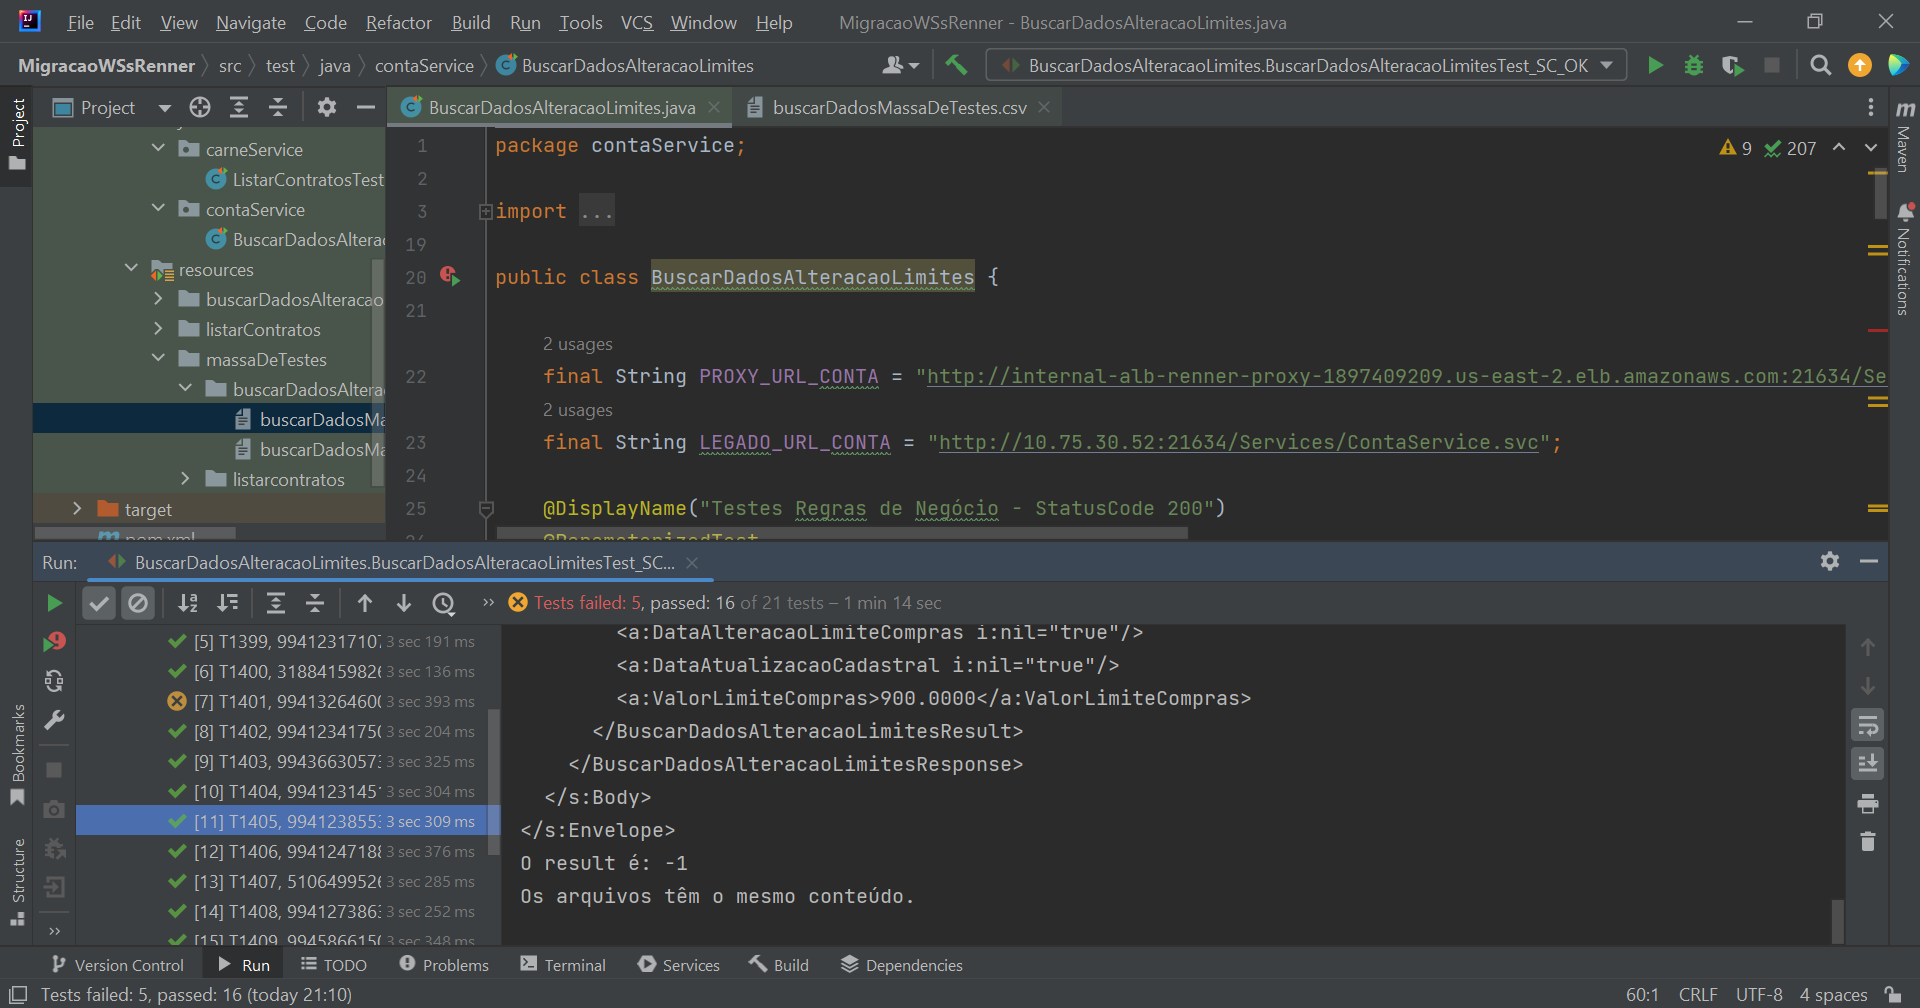 File Edit View Navigate Code Refactor Build Run Tools VCS Window Help MigracaoWSsRenner - BuscarDadosAlteracaoLimites.java
MigracaoWSsRenner src test java contaService BuscarDadosAlteracaoLimites BuscarDadosAlteracaoLimites.BuscarDadosAlteracaoLimitesTest_SC_OK
Project
Project
BuscarDadosAlteracaoLimites.java
buscarDadosMassaDeTestes.csv
carneService
ListarContratosTest
contaService
BuscarDadosAltera
resources
buscarDadosAlteracao
listarContratos
massaDeTestes
buscarDadosAltera
buscarDadosMa
buscarDadosMa
listarcontratos
target
pom.xml
9 207
1 package contaService;
2
3 import ...
19
20 public class BuscarDadosAlteracaoLimites {
21
2 usages
22 final String PROXY_URL_CONTA = "http://internal-alb-renner-proxy-1897409209.us-east-2.elb.amazonaws.com:21634/Se
2 usages
23 final String LEGADO_URL_CONTA = "http://10.75.30.52:21634/Services/ContaService.svc";
24
25 @DisplayName("Testes Regras de Negócio - StatusCode 200")
26 @ParameterizedTest
Maven
Notifications
Run: BuscarDadosAlteracaoLimites.BuscarDadosAlteracaoLimitesTest_SC...
Tests failed: 5, passed: 16 of 21 tests – 1 min 14 sec
[5] T1399, 99412317107 3 sec 191 ms
[6] T1400, 31884159826 3 sec 136 ms
[7] T1401, 99413264600 3 sec 393 ms
[8] T1402, 99412341750 3 sec 204 ms
[9] T1403, 99436630573 3 sec 325 ms
[10] T1404, 994123145 3 sec 304 ms
[11] T1405, 994123855 3 sec 309 ms
[12] T1406, 994124718 3 sec 376 ms
[13] T1407, 510649952 3 sec 285 ms
[14] T1408, 994127386 3 sec 252 ms
[15] T1409, 994586615 3 sec 348 ms
<a:DataAlteracaoLimiteCompras i:nil="true"/>
<a:DataAtualizacaoCadastral i:nil="true"/>
<a:ValorLimiteCompras>900.0000</a:ValorLimiteCompras>
</BuscarDadosAlteracaoLimitesResult>
</BuscarDadosAlteracaoLimitesResponse>
</s:Body>
</s:Envelope>
O result é: -1
Os arquivos têm o mesmo conteúdo.
Bookmarks
Structure
Version Control Run TODO Problems Terminal Services Build Dependencies
Tests failed: 5, passed: 16 (today 21:10) 60:1 CRLF UTF-8 4 spaces